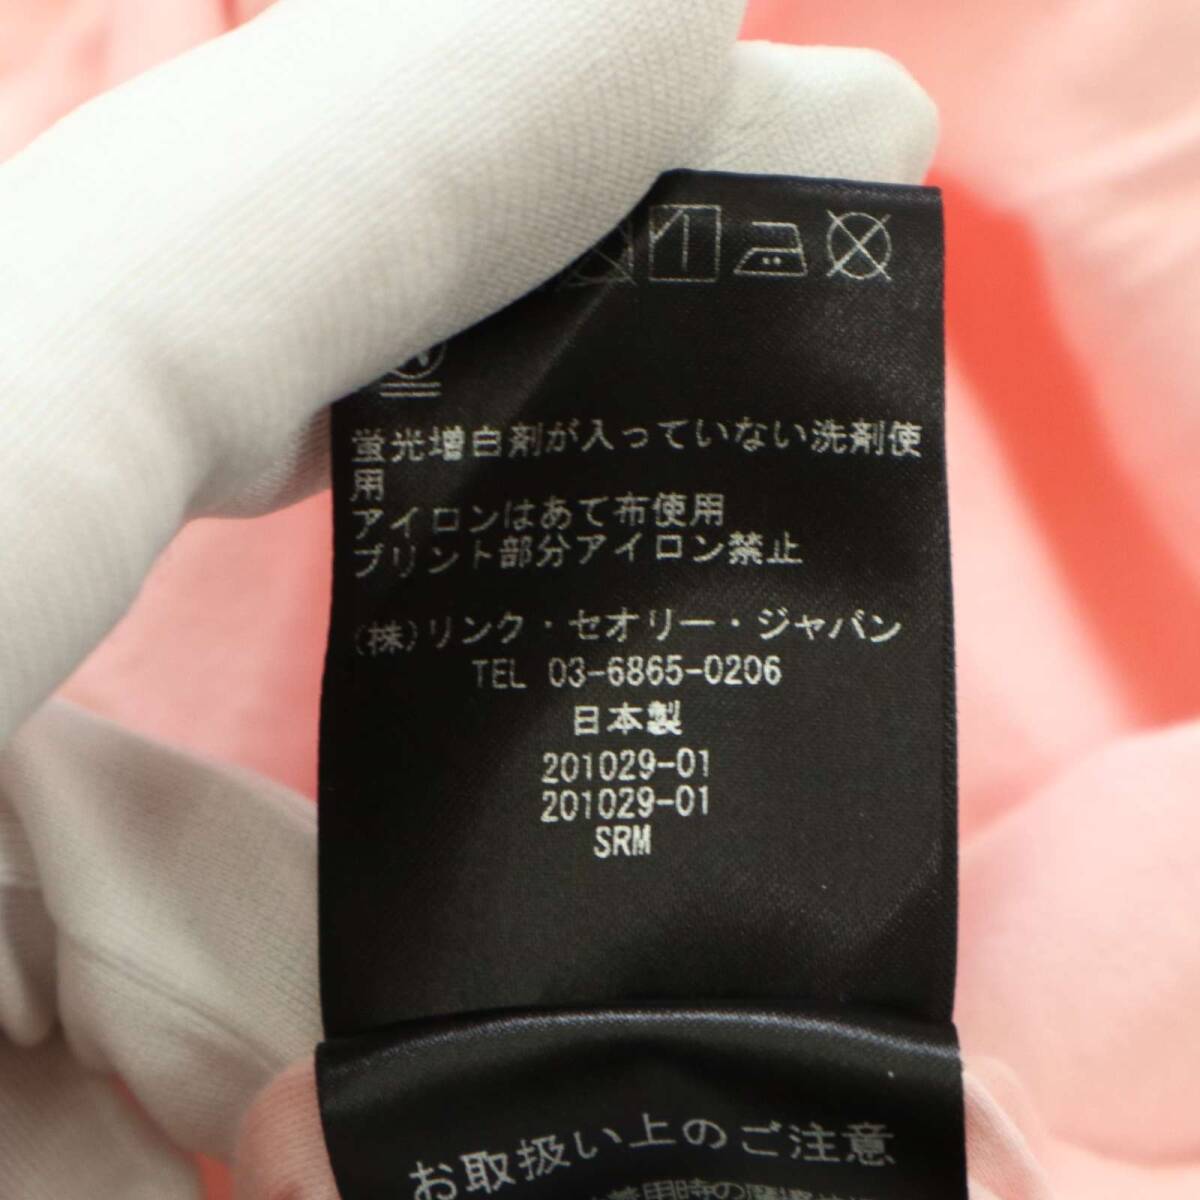 蛍光増白剤が入っていない洗剤使
用
アイロンはあて布使用
プリント部分アイロン禁止
(株)リンク・セオリー・ジャパン
TEL 03-6865-0206
日本製
201029-01
201029-01
SRM
お取扱い上のご注意